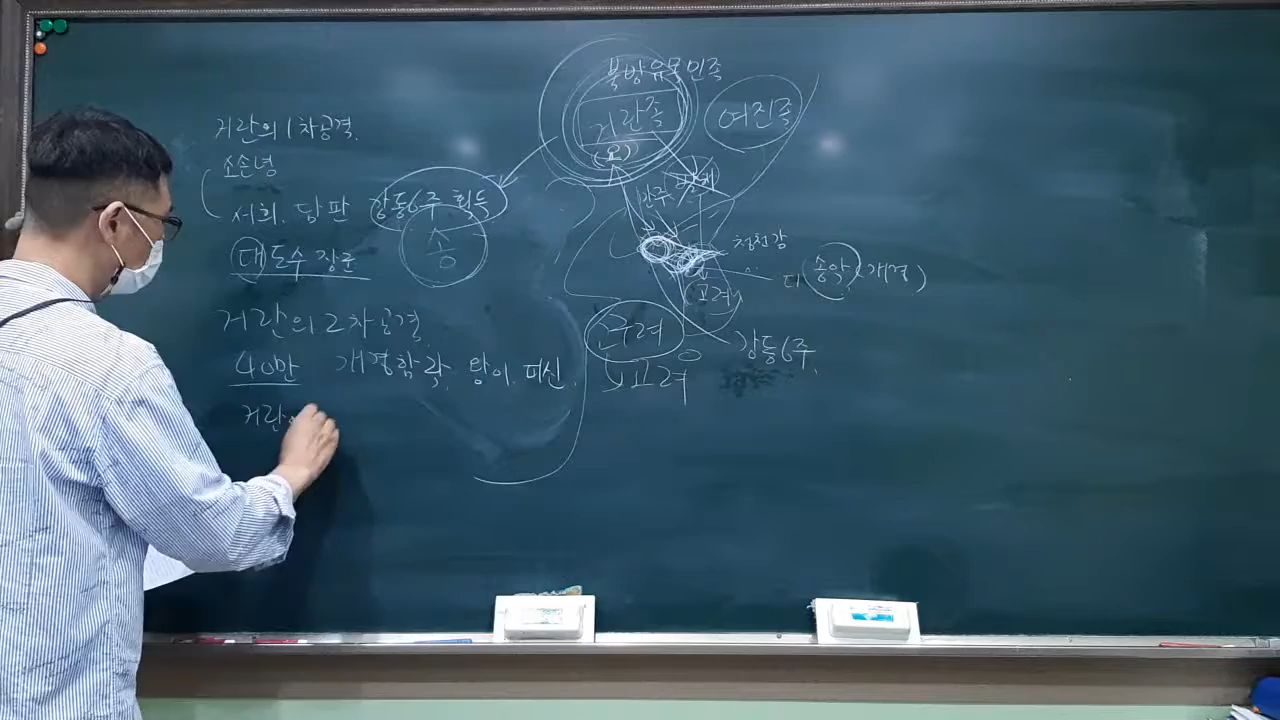 거란의 1차공격.
소손녕
서희. 담판 강동6주 획득
대도수 장군
송
거란의 2차공격
40만 개경함락. 왕이. 피신.
거란
북방유목민족
거란족
(요)
여진족
발해
청천강
송악(개경)
고려
강동6주.
고려